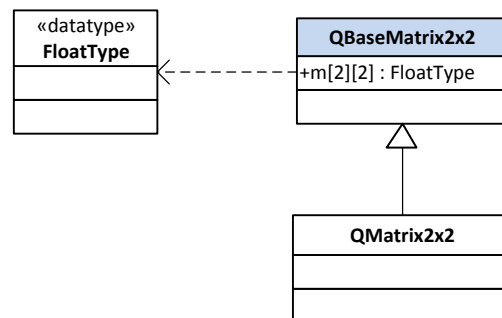 «datatype»
FloatType
QBaseMatrix2x2
+m[2][2] : FloatType
QMatrix2x2